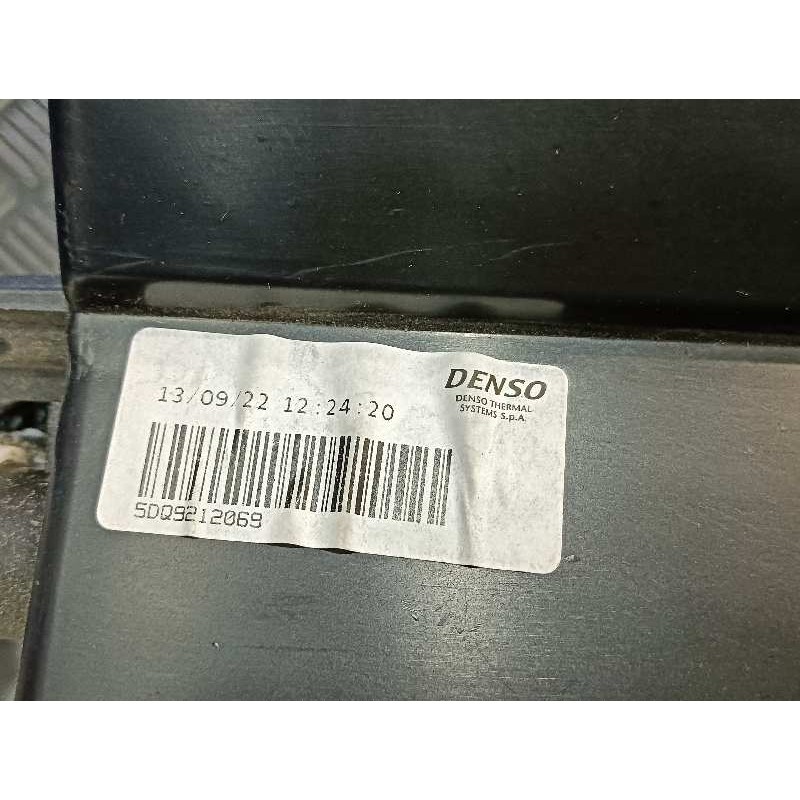 DENSO
DENSO THERMAL
SYSTEMS S.p.A.
13/09/22 12:24:20
5DQ9212069